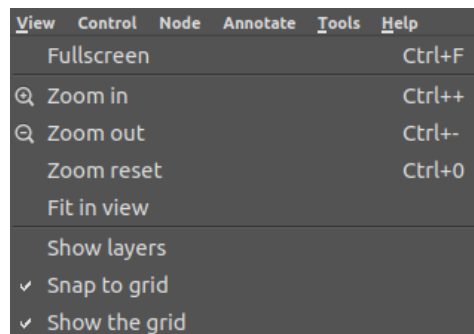 View Control Node Annotate Tools Help
Fullscreen Ctrl+F
Zoom in Ctrl++
Zoom out Ctrl+-
Zoom reset Ctrl+0
Fit in view
Show layers
Snap to grid
Show the grid